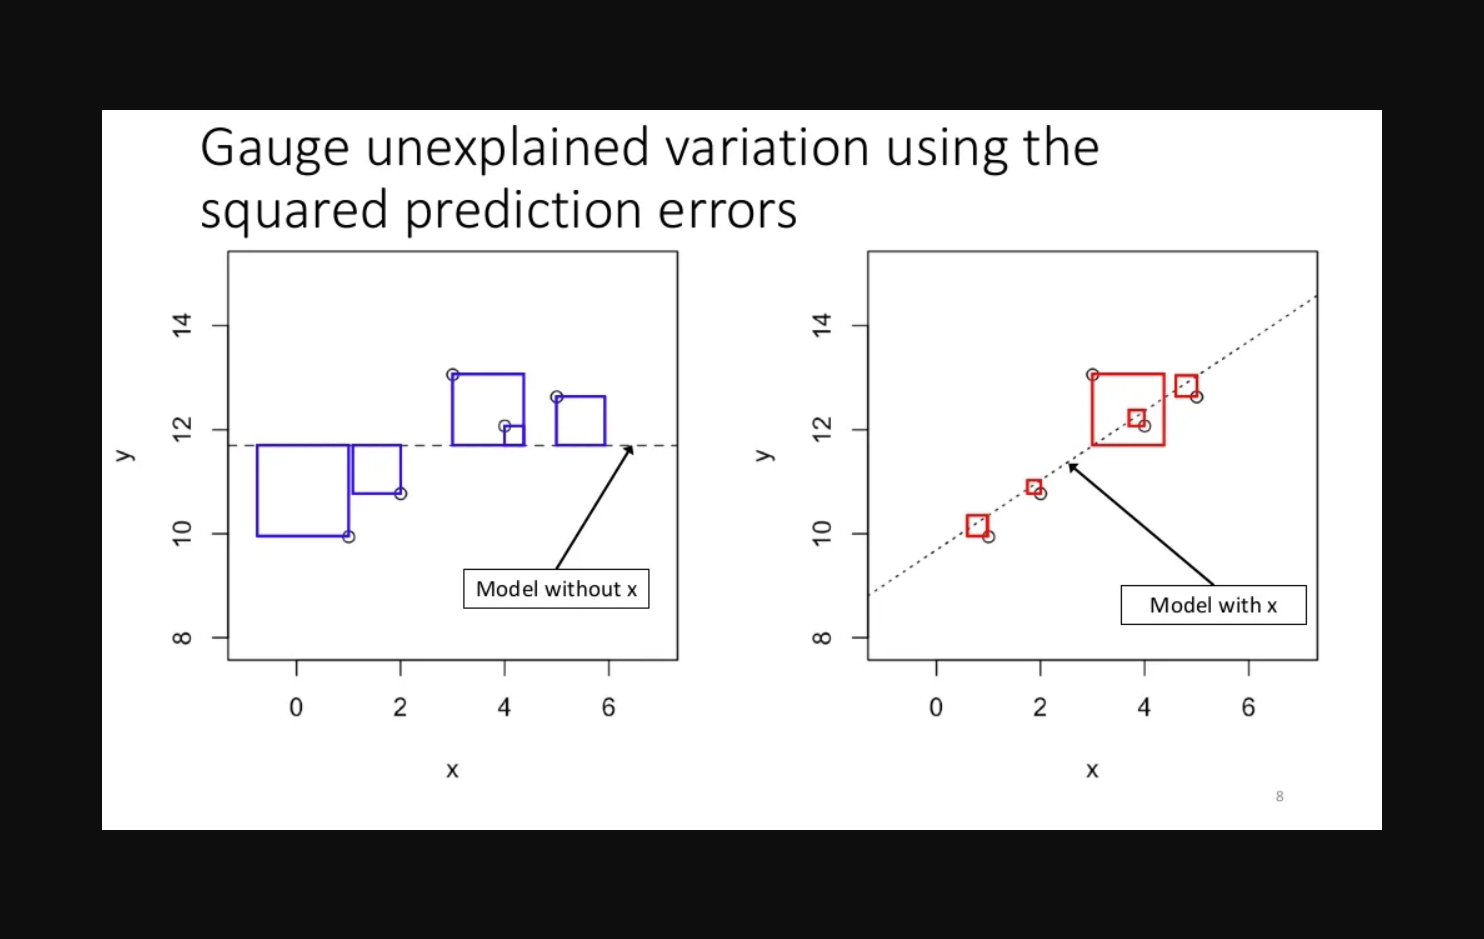 Gauge unexplained variation using the
squared prediction errors
14
12
10
8
y
0 2 4 6
x
Model without x
14
12
10
8
y
0 2 4 6
x
Model with x
8